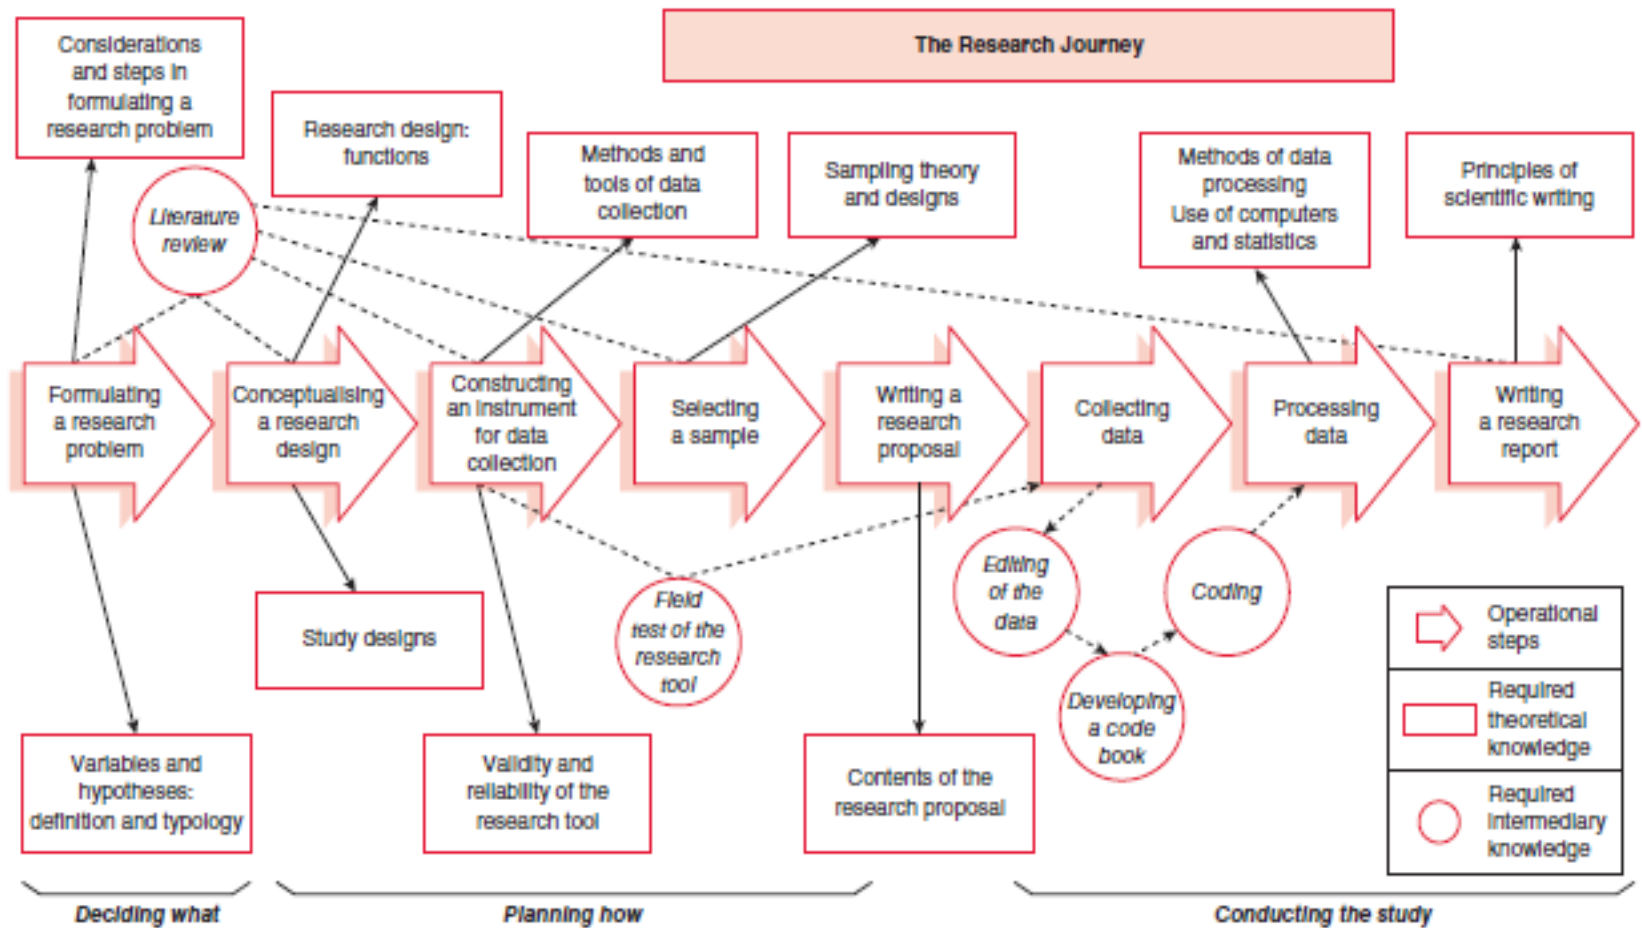 The Research Journey
Considerations
and steps in
formulating a
research problem
Research design:
functions
Methods and
tools of data
collection
Sampling theory
and designs
Methods of data
processing
Use of computers
and statistics
Principles of
scientific writing
Literature
review
Formulating
a research
problem
Conceptualising
a research
design
Constructing
an instrument
for data
collection
Selecting
a sample
Writing a
research
proposal
Collecting
data
Processing
data
Writing
a research
report
Study designs
Field
test of the
research
tool
Editing
of the
data
Developing
a code
book
Coding
Variables and
hypotheses:
definition and typology
Validity and
reliability of the
research tool
Contents of the
research proposal
Operational
steps
Required
theoretical
knowledge
Required
intermediary
knowledge
Deciding what
Planning how
Conducting the study